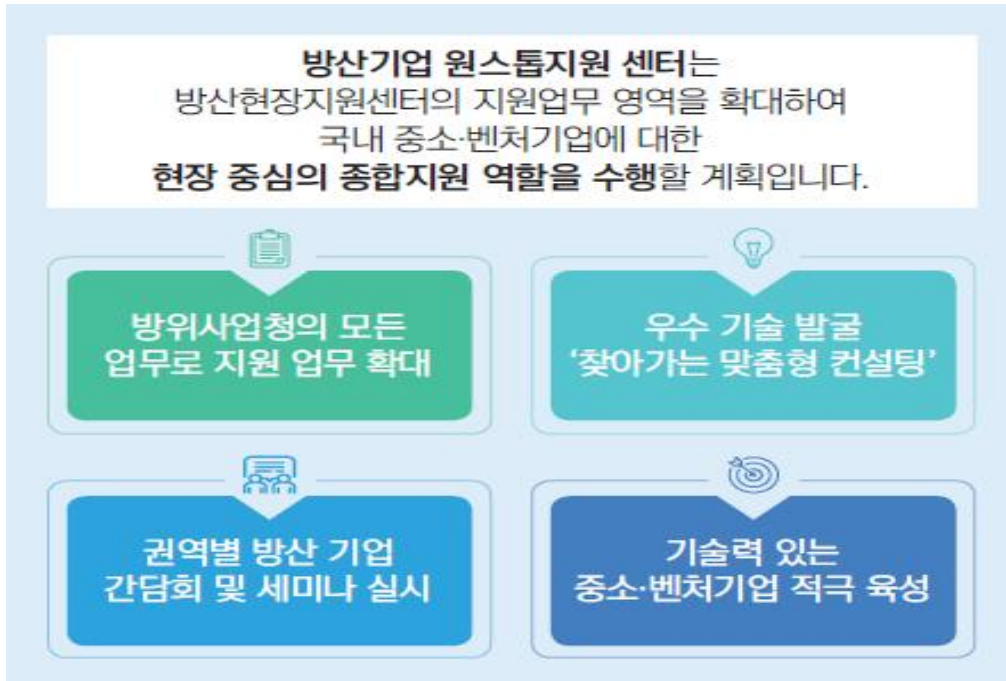 방산기업 원스톱지원 센터는
방산현장지원센터의 지원업무 영역을 확대하여
국내 중소·벤처기업에 대한
현장 중심의 종합지원 역할을 수행할 계획입니다.
방위사업청의 모든
업무로 지원 업무 확대
우수 기술 발굴
‘찾아가는 맞춤형 컨설팅’
권역별 방산 기업
간담회 및 세미나 실시
기술력 있는
중소·벤처기업 적극 육성